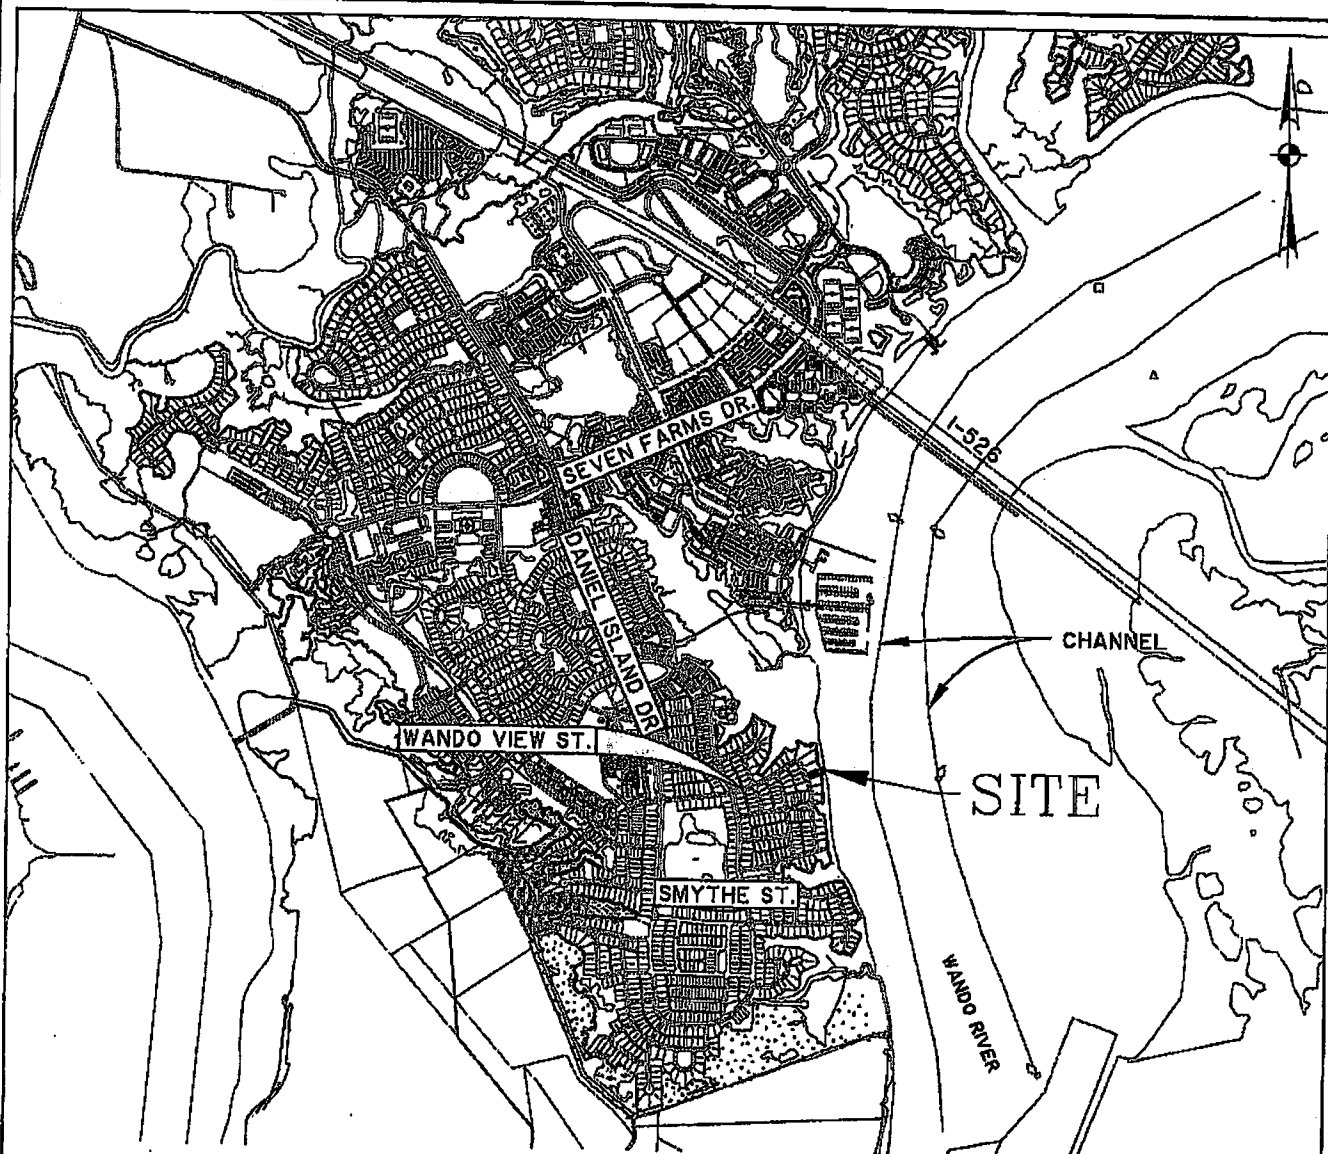 I-526
SEVEN FARMS DR.
DANIEL ISLAND DR.
CHANNEL
WANDO VIEW ST.
SITE
SMYTHE ST.
WANDO RIVER